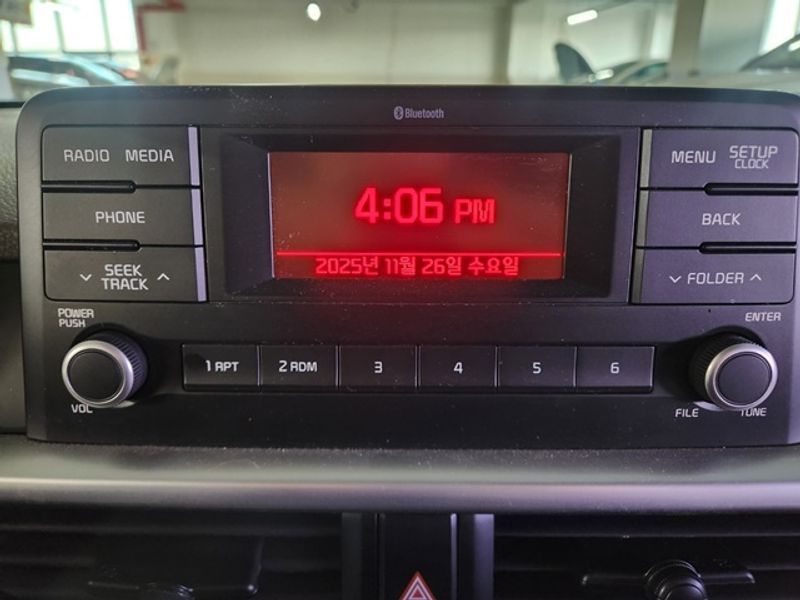 Bluetooth
RADIO MEDIA
PHONE
SEEK
TRACK
POWER
PUSH
VOL
4:06 PM
2025년 11월 26일 수요일
MENU SETUP
CLOCK
BACK
FOLDER
ENTER
1 RPT 2 RDM 3 4 5 6
FILE TUNE